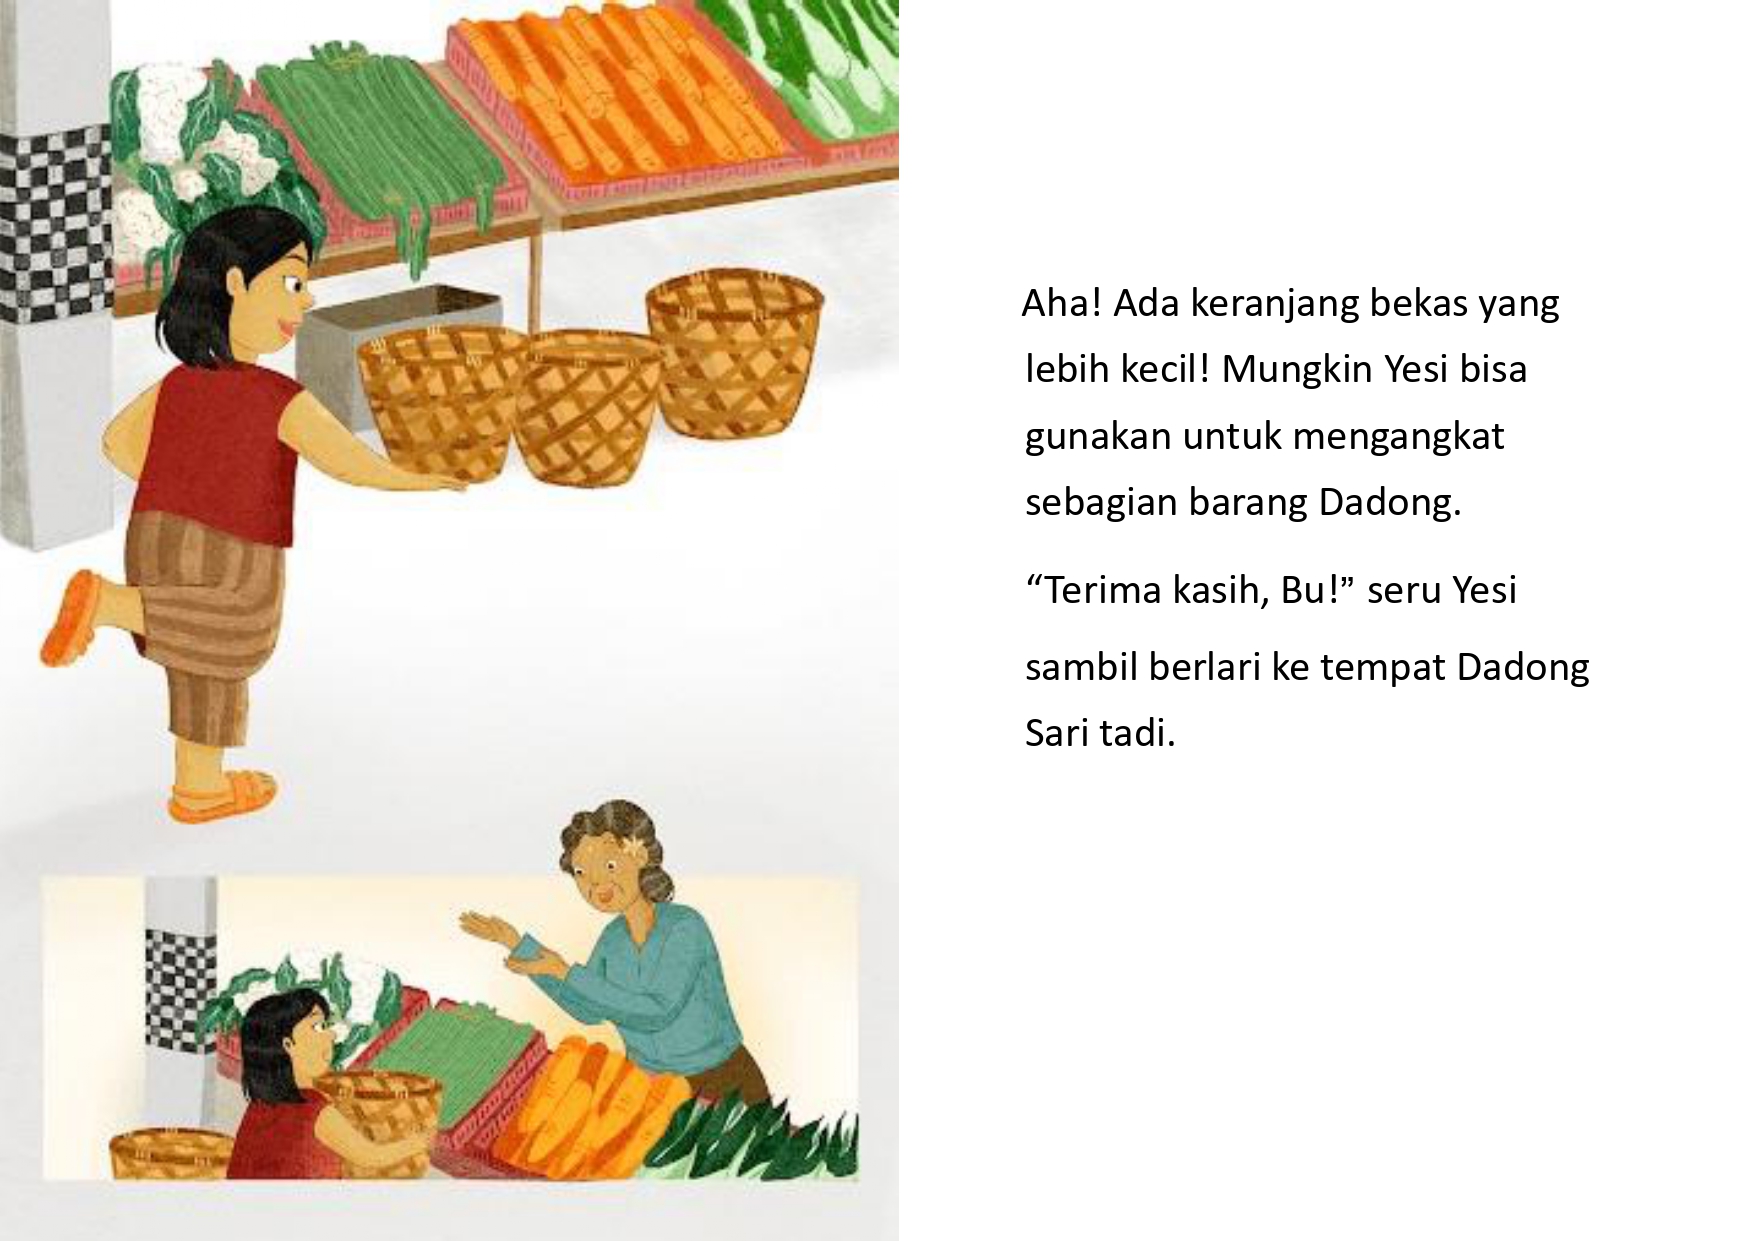 Aha! Ada keranjang bekas yang
lebih kecil! Mungkin Yesi bisa
gunakan untuk mengangkat
sebagian barang Dadong.
“Terima kasih, Bu!” seru Yesi
sambil berlari ke tempat Dadong
Sari tadi.